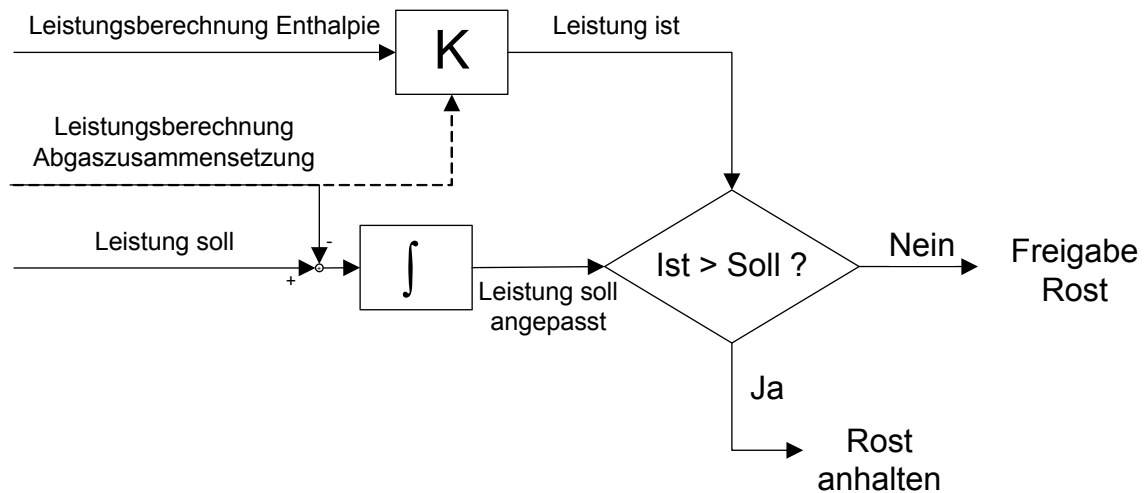 Leistungsberechnung Enthalpie
K
Leistung ist
Leistungsberechnung
Abgaszusammensetzung
Leistung soll
-
+
∫
Leistung soll
angepasst
Ist > Soll ?
Nein
Freigabe
Rost
Ja
Rost
anhalten